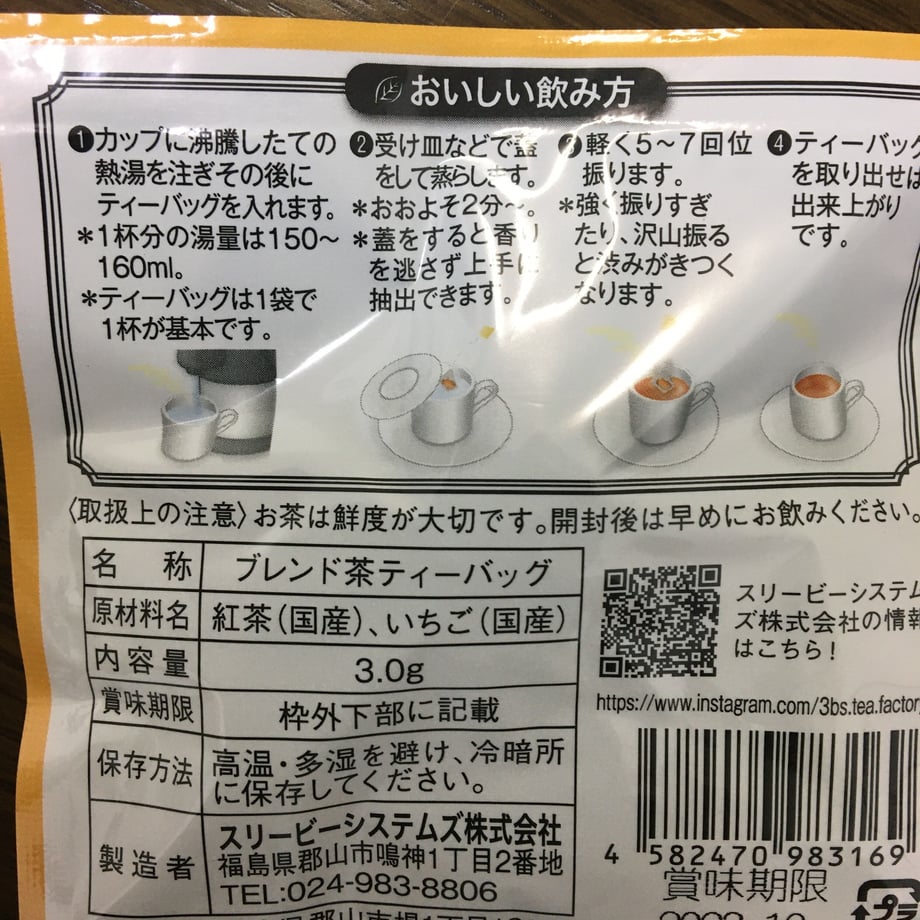 おいしい飲み方
❶カップに沸騰したての
熱湯を注ぎその後に
ティーバッグを入れます。
*1杯分の湯量は150～
160ml。
*ティーバッグは1袋で
1杯が基本です。
❷受け皿などで蓋
をして蒸らします。
*おおよそ2分～。
*蓋をすると香り
を逃さず上手に
抽出できます。
❸軽く5～7回位
振ります。
*強く振りすぎ
たり、沢山振る
と渋みがきつく
なります。
❹ティーバッグ
を取り出せば
出来上がり
です。
〈取扱上の注意〉お茶は鮮度が大切です。開封後は早めにお飲みください。
名称 ブレンド茶ティーバッグ
原材料名 紅茶(国産)、いちご(国産)
内容量 3.0g
賞味期限 枠外下部に記載
保存方法 高温・多湿を避け、冷暗所
に保存してください。
製造者 スリービーシステムズ株式会社
福島県郡山市鳴神1丁目2番地
TEL:024-983-8806
スリービーシステム
ズ株式会社の情報
はこちら!
https://www.instagram.com/3bs.tea.factory
4 582470 983169
賞味期限
プラ